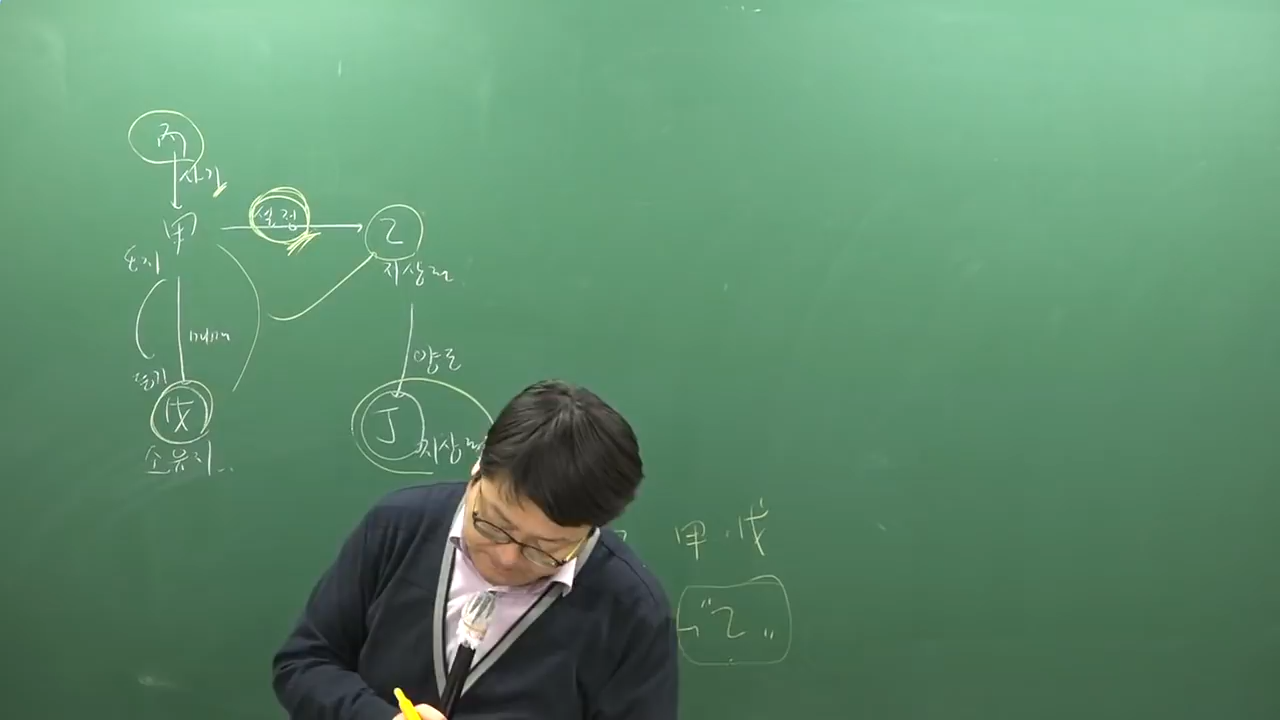 丙
사기
甲 설정 乙
토지 지상권
매매
양도
등기
戊 丁
소유자.. 지상권
甲 · 戊
"乙"